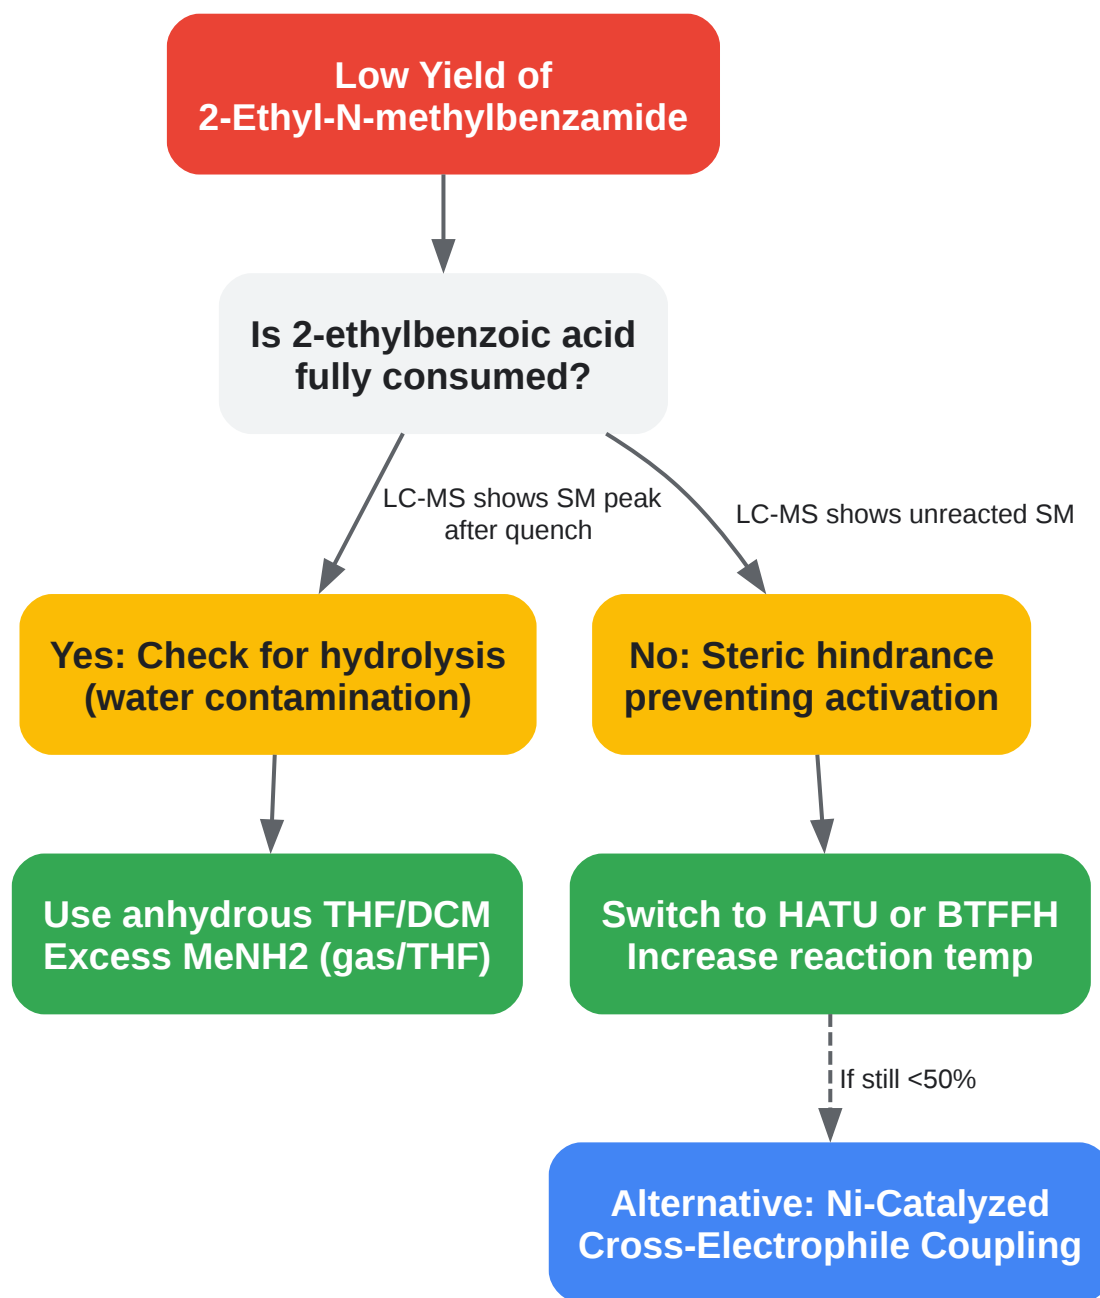 Low Yield of
2-Ethyl-N-methylbenzamide
Is 2-ethylbenzoic acid
fully consumed?
LC-MS shows SM peak
after quench
LC-MS shows unreacted SM
Yes: Check for hydrolysis
(water contamination)
No: Steric hindrance
preventing activation
Use anhydrous THF/DCM
Excess MeNH2 (gas/THF)
Switch to HATU or BTFFH
Increase reaction temp
If still <50%
Alternative: Ni-Catalyzed
Cross-Electrophile Coupling